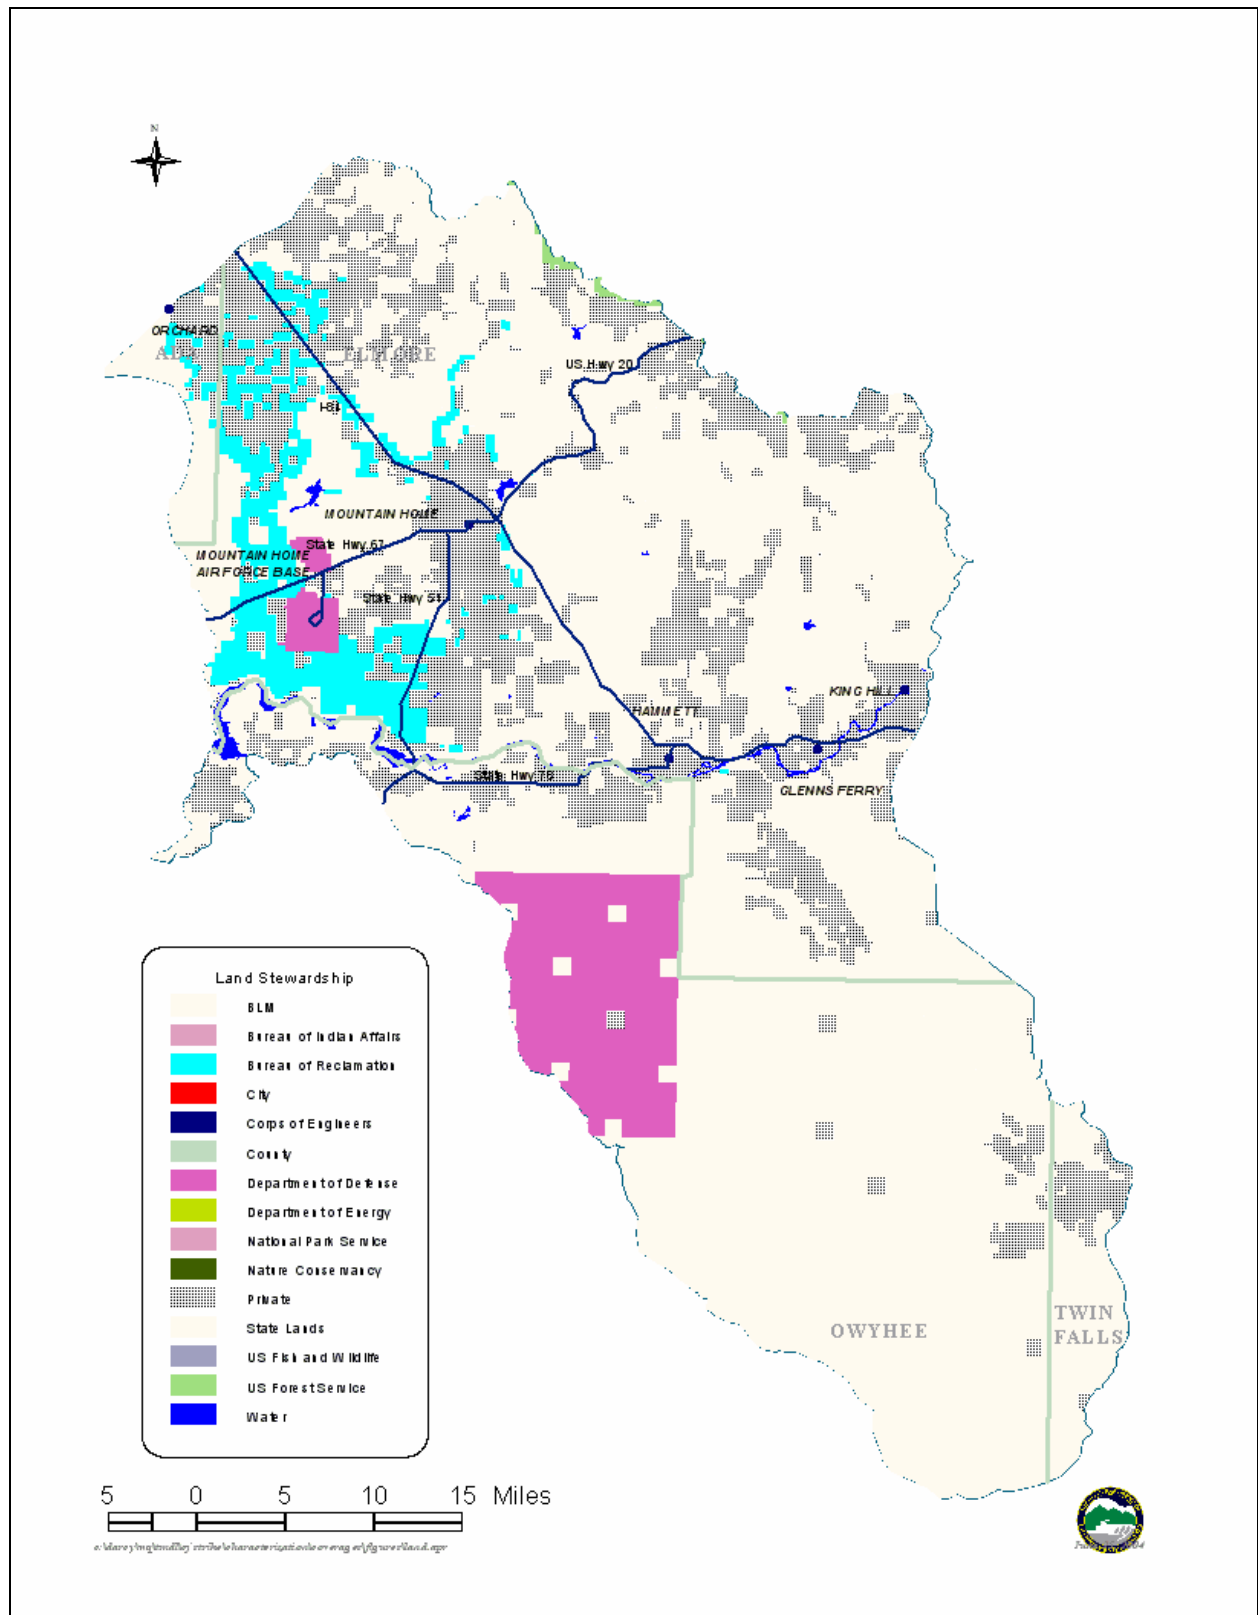 N
ORCHARD
ADA
ELMORE
US Hwy 20
I-84
MOUNTAIN HOME
State Hwy 67
MOUNTAIN HOME
AIR FORCE BASE
State Hwy 51
KING HILL
HAMMETT
State Hwy 78
GLENNS FERRY
Land Stewardship
BLM
Bureau of Indian Affairs
Bureau of Reclamation
City
Corps of Engineers
County
Department of Defense
Department of Energy
National Park Service
Nature Conservancy
Private
State Lands
US Fish and Wildlife
US Forest Service
Water
OWYHEE
TWIN
FALLS
5 0 5 10 15 Miles